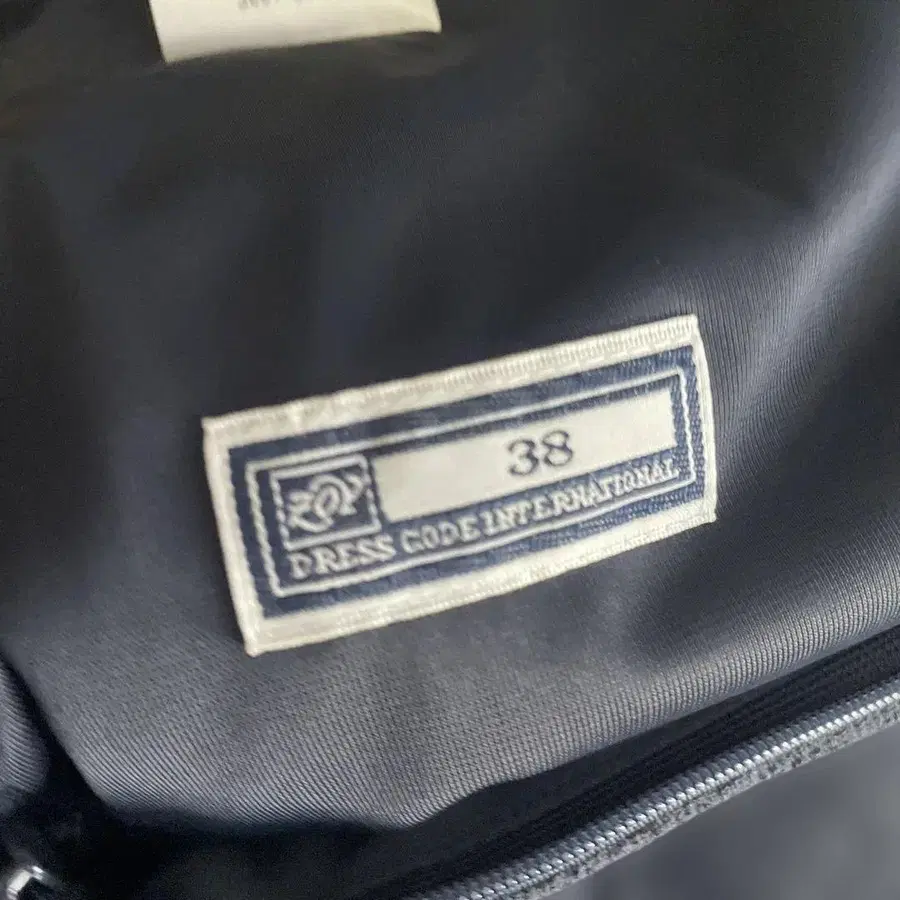 38
DRESS CODE INTERNATIONAL